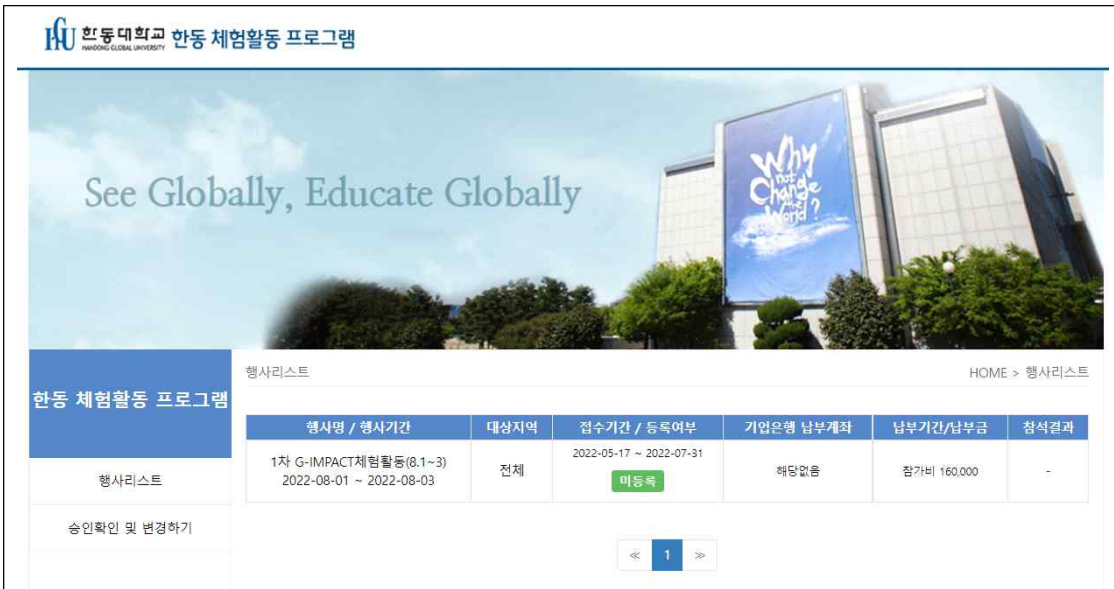 한동대학교
HANDONG GLOBAL UNIVERSITY
한동 체험활동 프로그램
See Globally, Educate Globally
Why
not
Change
the
World?
한동 체험활동 프로그램
행사리스트
승인확인 및 변경하기
행사리스트
HOME > 행사리스트
행사명 / 행사기간 대상지역 접수기간 / 등록여부 기업은행 납부계좌 납부기간/납부금 참석결과
1차 G-IMPACT체험활동(8.1~3)
2022-08-01 ~ 2022-08-03
전체
2022-05-17 ~ 2022-07-31
미등록
해당없음
참가비 160,000
-
≪ 1 ≫